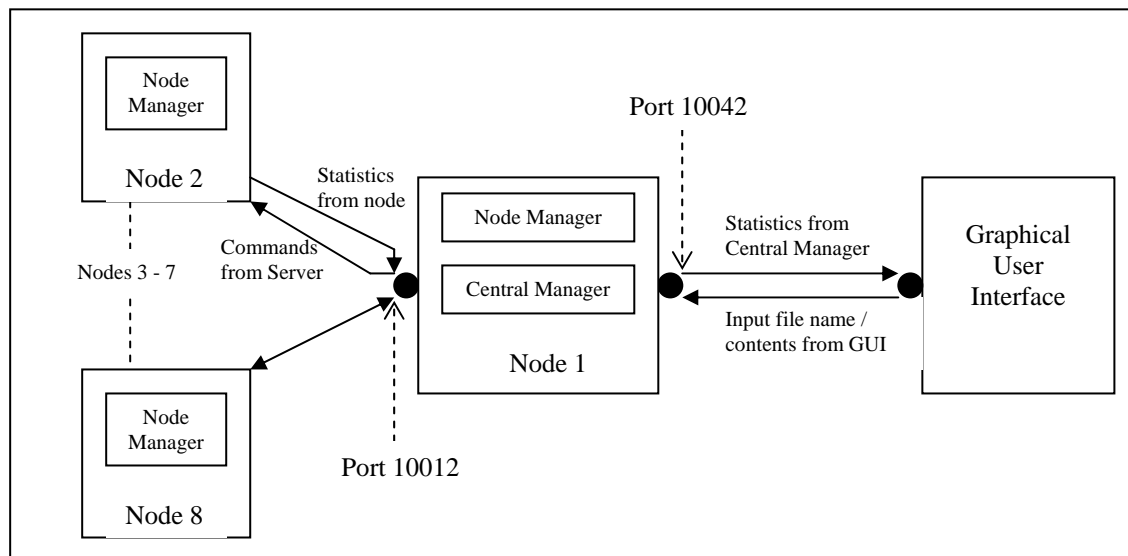 Node
Manager
Node 2
Nodes 3 - 7
Node
Manager
Node 8
Statistics
from node
Commands
from Server
Port 10012
Node Manager
Central Manager
Node 1
Port 10042
Statistics from
Central Manager
Input file name /
contents from GUI
Graphical
User
Interface